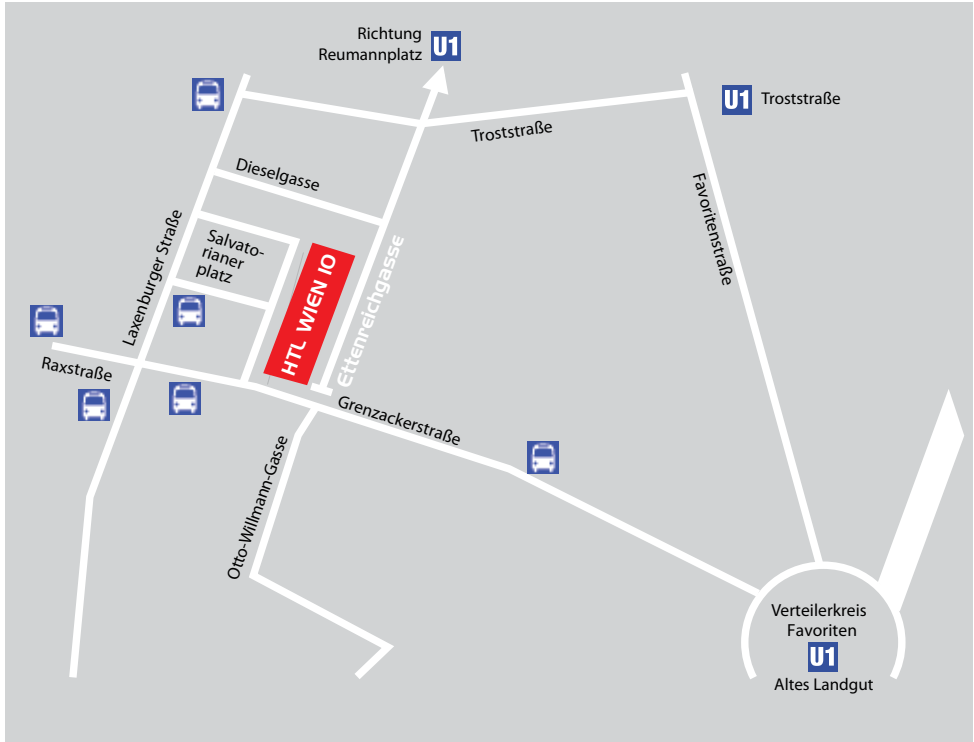 Richtung
Reumannplatz
U1
U1
Troststraße
Troststraße
Dieselgasse
Favoritenstraße
Salvato-
rianer
platz
Laxenburger Straße
HTL WIEN 10
Ettenreichgasse
Raxstraße
Grenzackerstraße
Otto-Willmann-Gasse
Verteilerkreis
Favoriten
U1
Altes Landgut